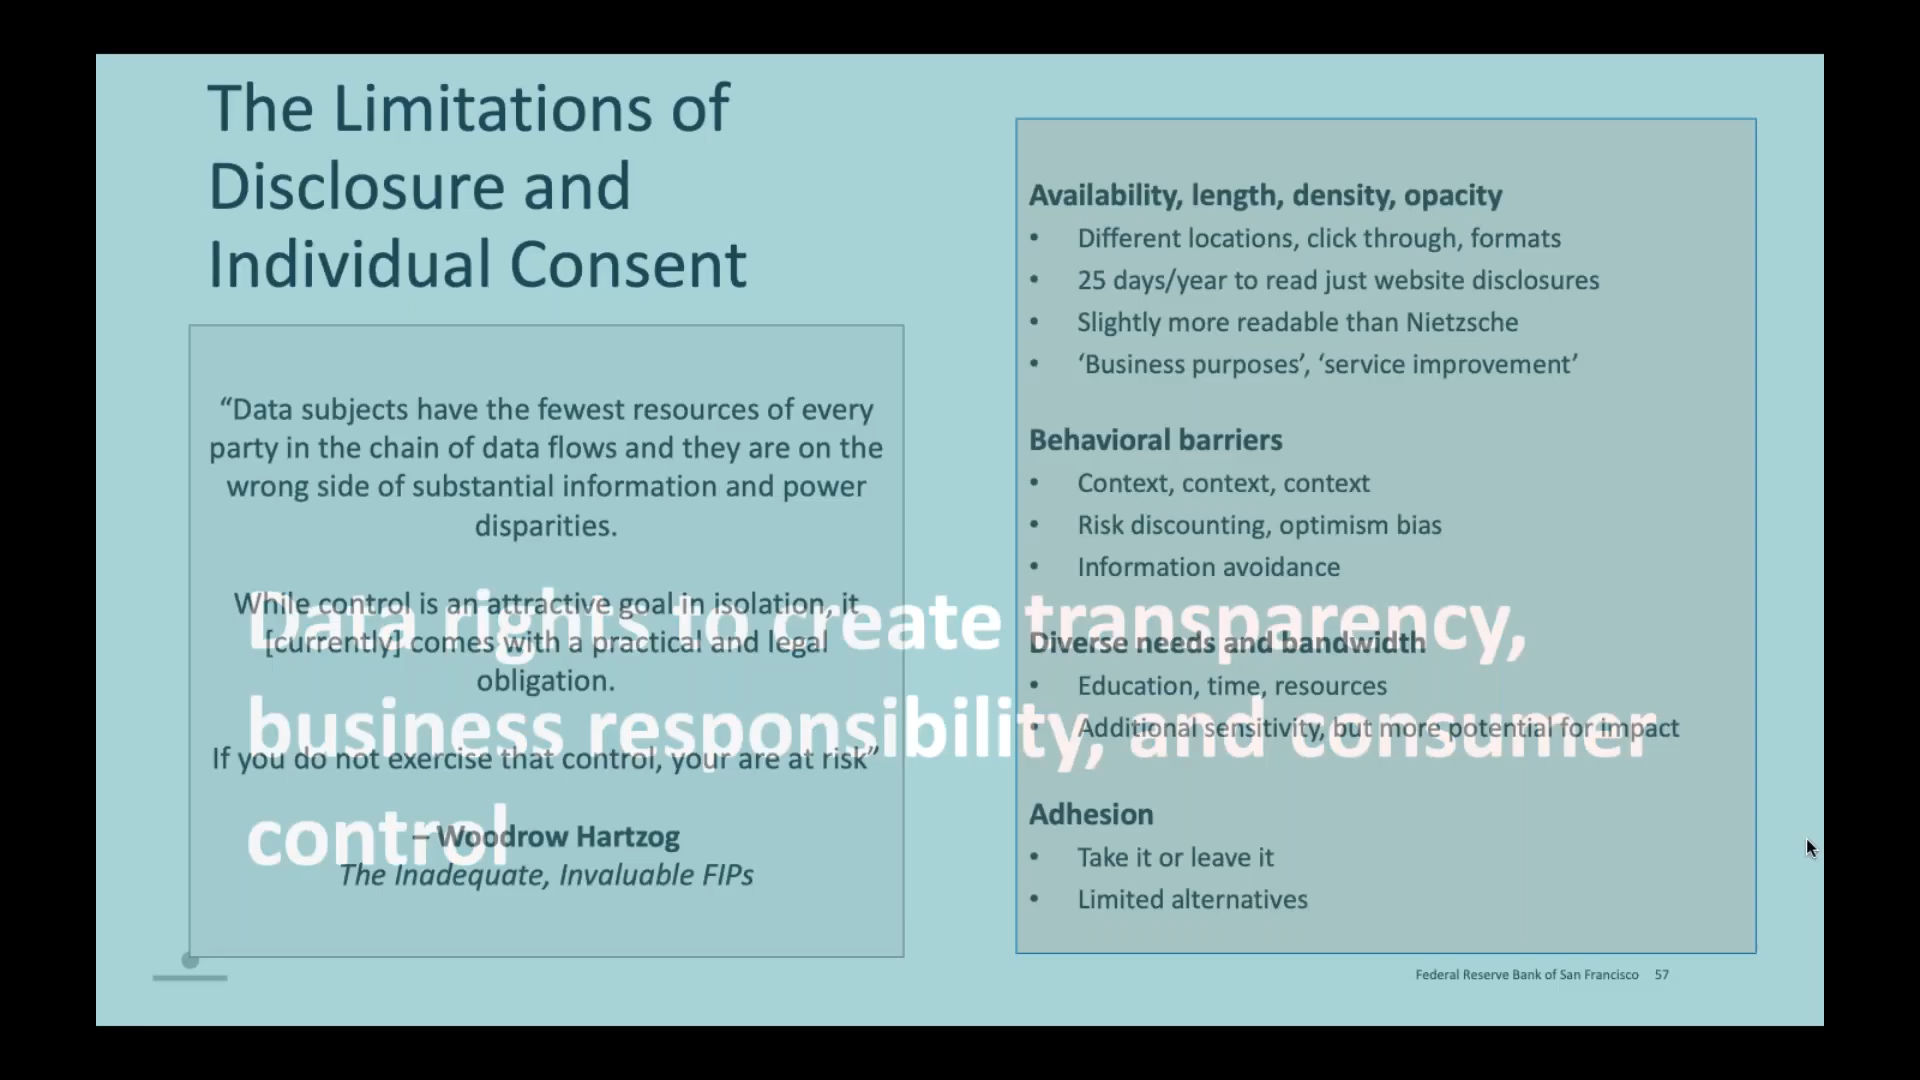 The Limitations of
Disclosure and
Individual Consent
“Data subjects have the fewest resources of every
party in the chain of data flows and they are on the
wrong side of substantial information and power
disparities.
While control is an attractive goal in isolation, it
[currently] comes with a practical and legal
obligation.
If you do not exercise that control, your are at risk”
– Woodrow Hartzog
The Inadequate, Invaluable FIPs
Availability, length, density, opacity
• Different locations, click through, formats
• 25 days/year to read just website disclosures
• Slightly more readable than Nietzsche
• ‘Business purposes’, ‘service improvement’
Behavioral barriers
• Context, context, context
• Risk discounting, optimism bias
• Information avoidance
Diverse needs and bandwidth
• Education, time, resources
• Additional sensitivity, but more potential for impact
Adhesion
• Take it or leave it
• Limited alternatives
Data rights to create transparency,
business responsibility, and consumer
control
Federal Reserve Bank of San Francisco 57